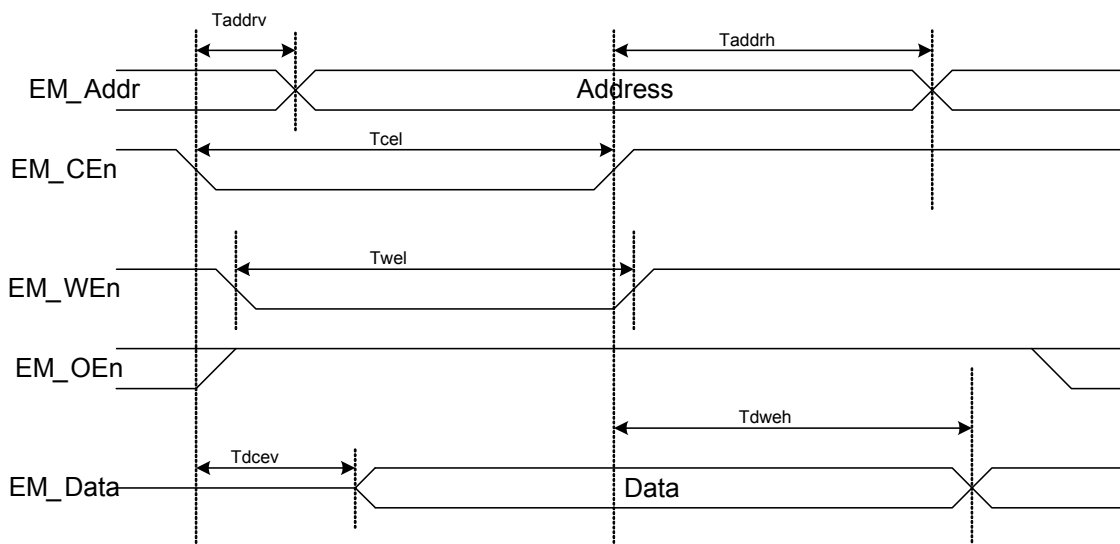 Taddrv
Taddrh
EM_Addr
Address
Tcel
EM_CEn
Twel
EM_WEn
EM_OEn
Tdweh
Tdcev
EM_Data
Data